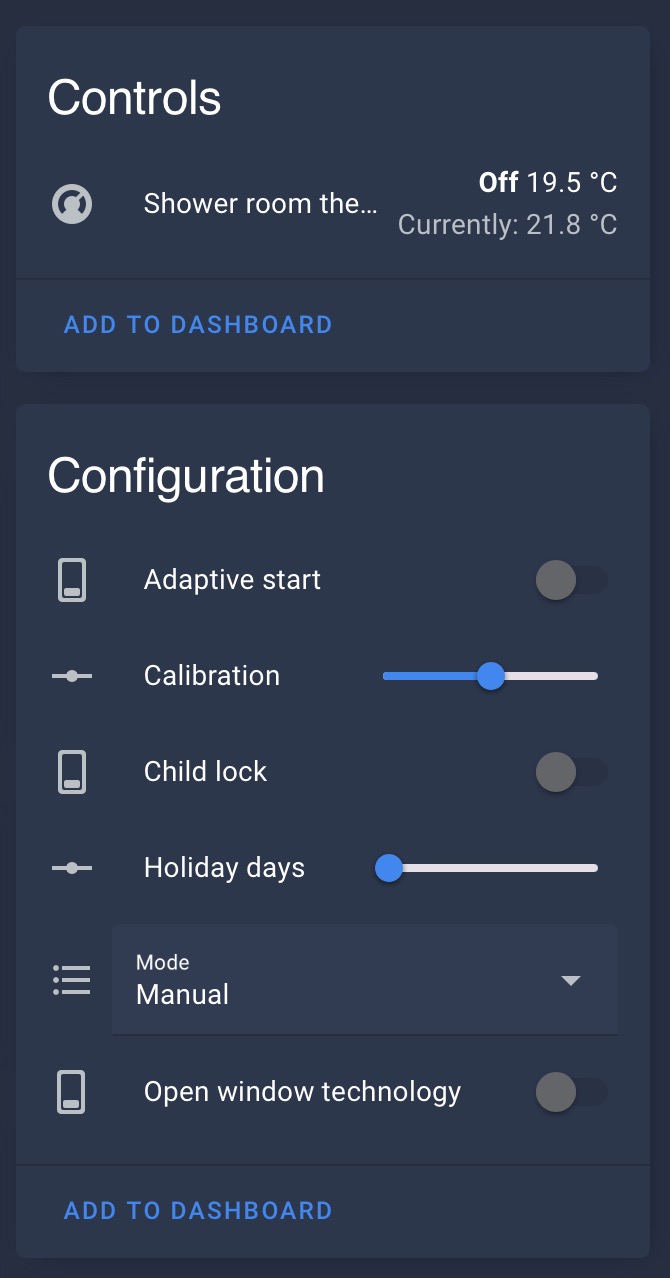 Controls
Shower room the...
Off 19.5 °C
Currently: 21.8 °C
ADD TO DASHBOARD
Configuration
Adaptive start
Calibration
Child lock
Holiday days
Mode
Manual
Open window technology
ADD TO DASHBOARD